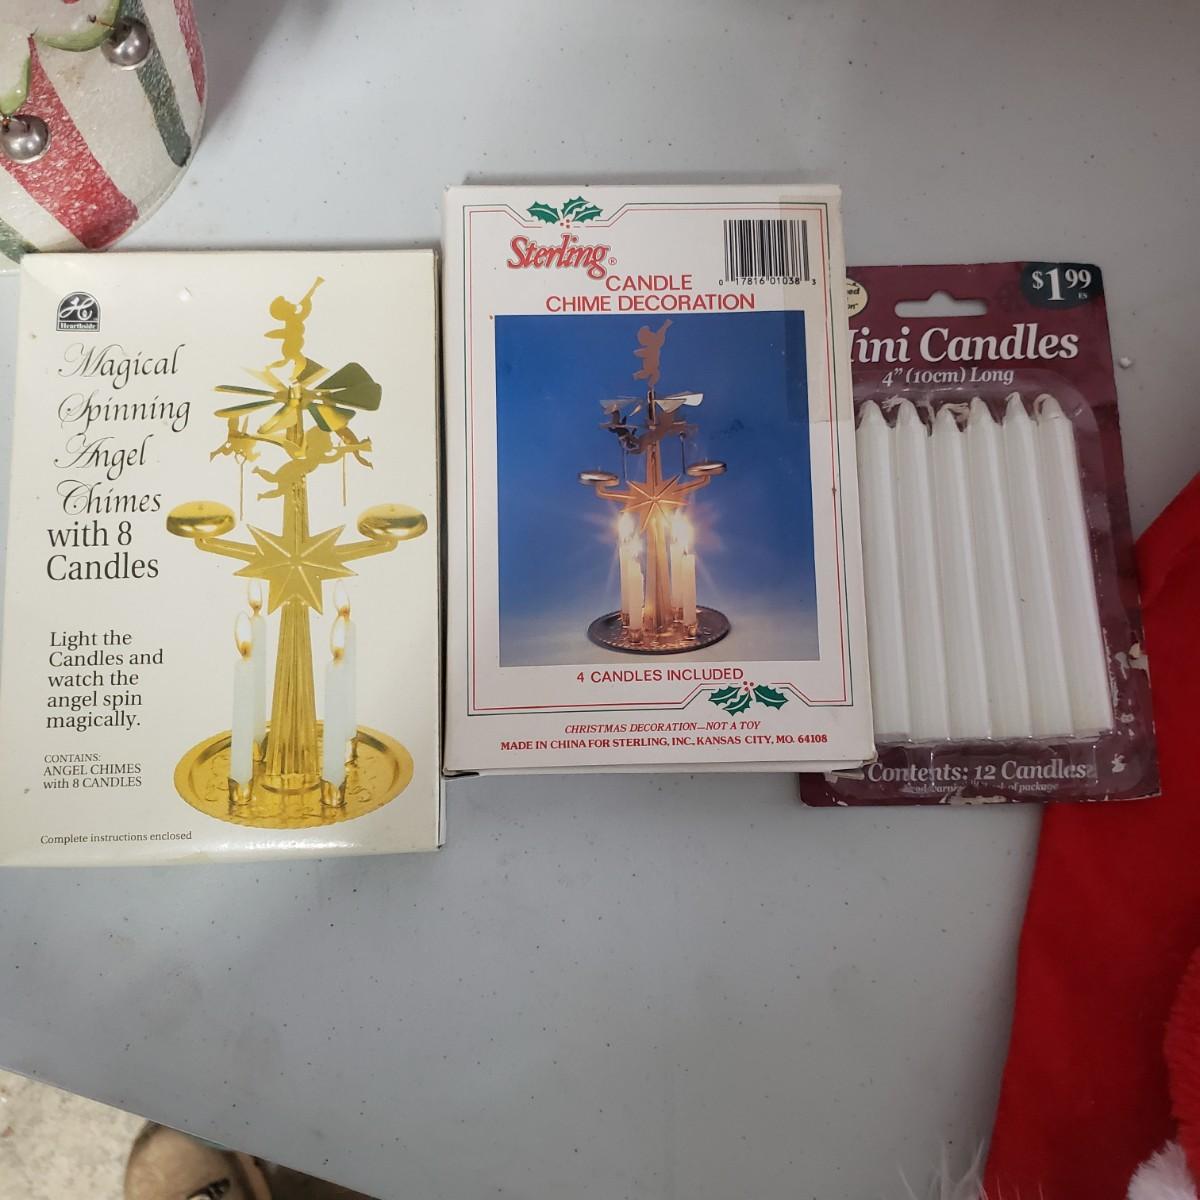 Hearthside
Magical
Spinning
Angel
Chimes
with 8
Candles
Light the
Candles and
watch the
angel spin
magically.
CONTAINS:
ANGEL CHIMES
with 8 CANDLES
Complete instructions enclosed
Sterling®
CANDLE
CHIME DECORATION
0 17816 01038 3
4 CANDLES INCLUDED
CHRISTMAS DECORATION—NOT A TOY
MADE IN CHINA FOR STERLING, INC., KANSAS CITY, MO. 64108
$1.99
ini Candles
4" (10cm) Long
Contents: 12 Candles
of package